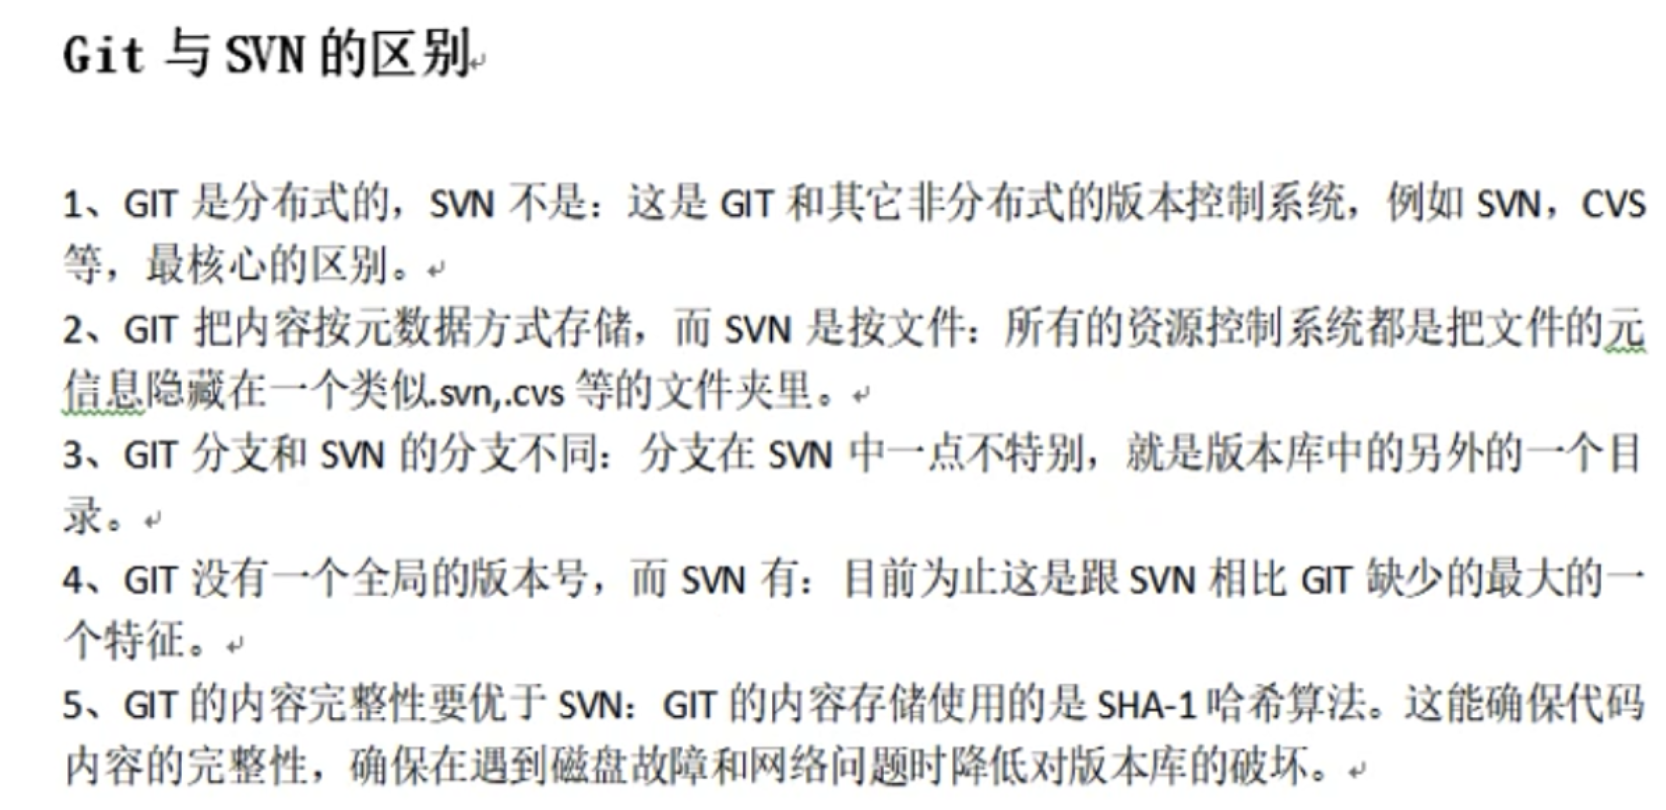 Git 与 SVN 的区别
1、GIT 是分布式的，SVN 不是：这是 GIT 和其它非分布式的版本控制系统，例如 SVN，CVS
等，最核心的区别。
2、GIT 把内容按元数据方式存储，而 SVN 是按文件：所有的资源控制系统都是把文件的元
信息隐藏在一个类似.svn,.cvs 等的文件夹里。
3、GIT 分支和 SVN 的分支不同：分支在 SVN 中一点不特别，就是版本库中的另外的一个目
录。
4、GIT 没有一个全局的版本号，而 SVN 有：目前为止这是跟 SVN 相比 GIT 缺少的最大的一
个特征。
5、GIT 的内容完整性要优于 SVN：GIT 的内容存储使用的是 SHA-1 哈希算法。这能确保代码
内容的完整性，确保在遇到磁盘故障和网络问题时降低对版本库的破坏。